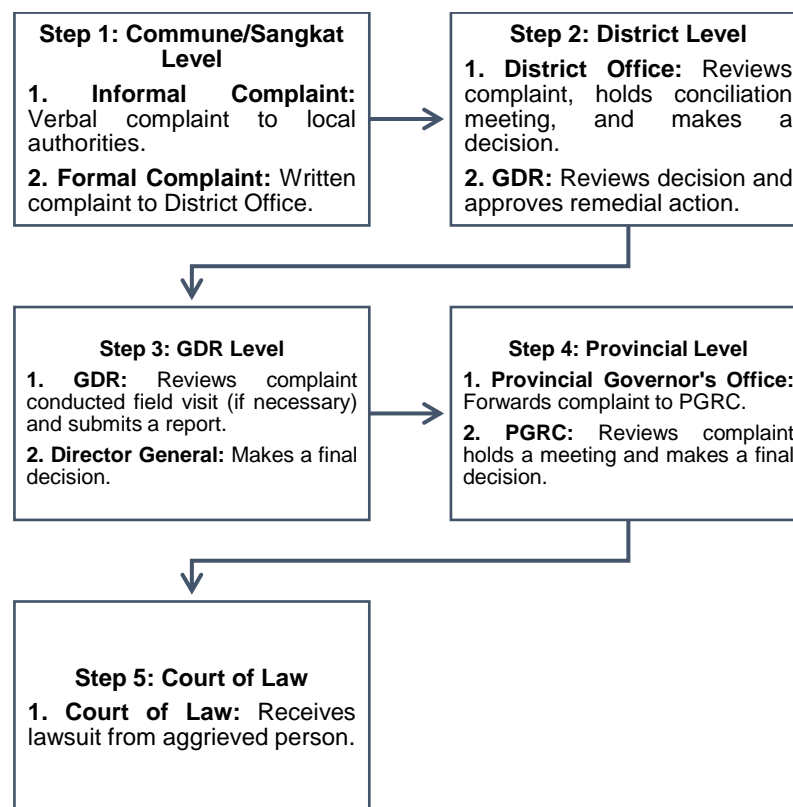 Step 1: Commune/Sangkat
Level
1. Informal Complaint:
Verbal complaint to local
authorities.
2. Formal Complaint: Written
complaint to District Office.
Step 2: District Level
1. District Office: Reviews
complaint, holds conciliation
meeting, and makes a
decision.
2. GDR: Reviews decision and
approves remedial action.
Step 3: GDR Level
1. GDR: Reviews complaint
conducted field visit (if necessary)
and submits a report.
2. Director General: Makes a final
decision.
Step 4: Provincial Level
1. Provincial Governor's Office:
Forwards complaint to PGRC.
2. PGRC: Reviews complaint
holds a meeting and makes a final
decision.
Step 5: Court of Law
1. Court of Law: Receives
lawsuit from aggrieved person.